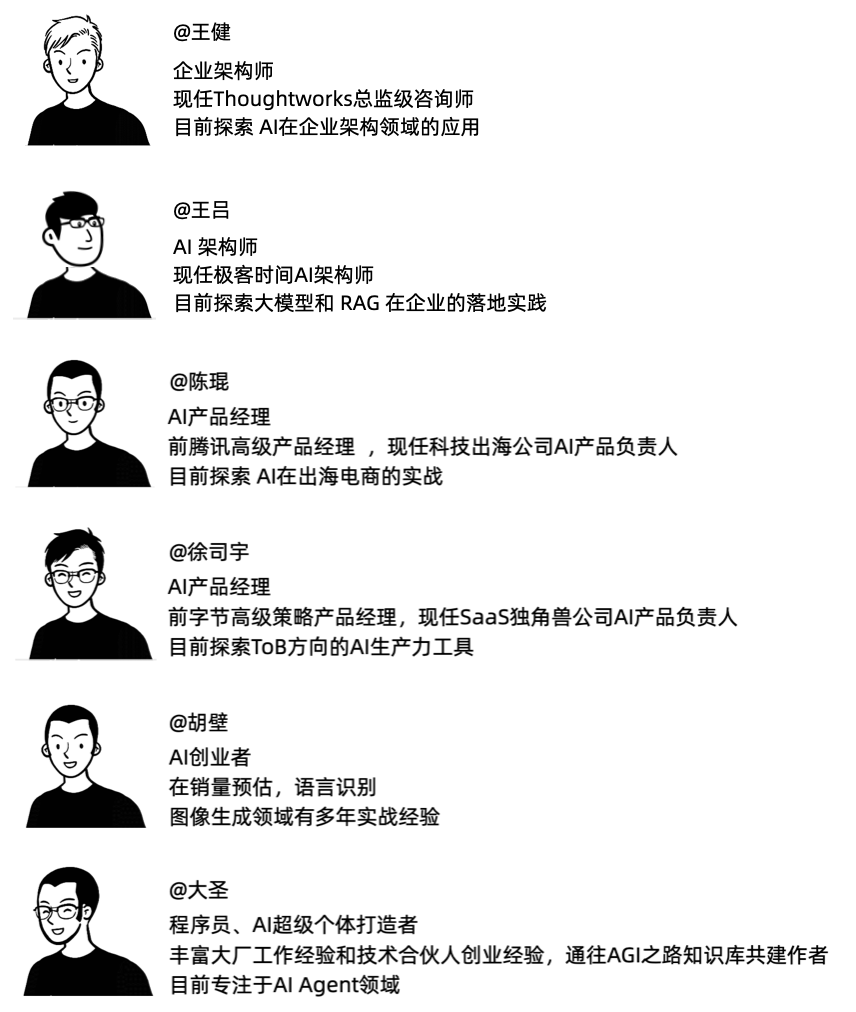 @王健
企业架构师
现任Thoughtworks总监级咨询师
目前探索 AI在企业架构领域的应用
@王吕
AI 架构师
现任极客时间AI架构师
目前探索大模型和 RAG 在企业的落地实践
@陈琨
AI产品经理
前腾讯高级产品经理 ，现任科技出海公司AI产品负责人
目前探索 AI在出海电商的实战
@徐司宇
AI产品经理
前字节高级策略产品经理，现任SaaS独角兽公司AI产品负责人
目前探索ToB方向的AI生产力工具
@胡壁
AI创业者
在销量预估，语言识别
图像生成领域有多年实战经验
@大圣
程序员、AI超级个体打造者
丰富大厂工作经验和技术合伙人创业经验，通往AGI之路知识库共建作者
目前专注于AI Agent领域